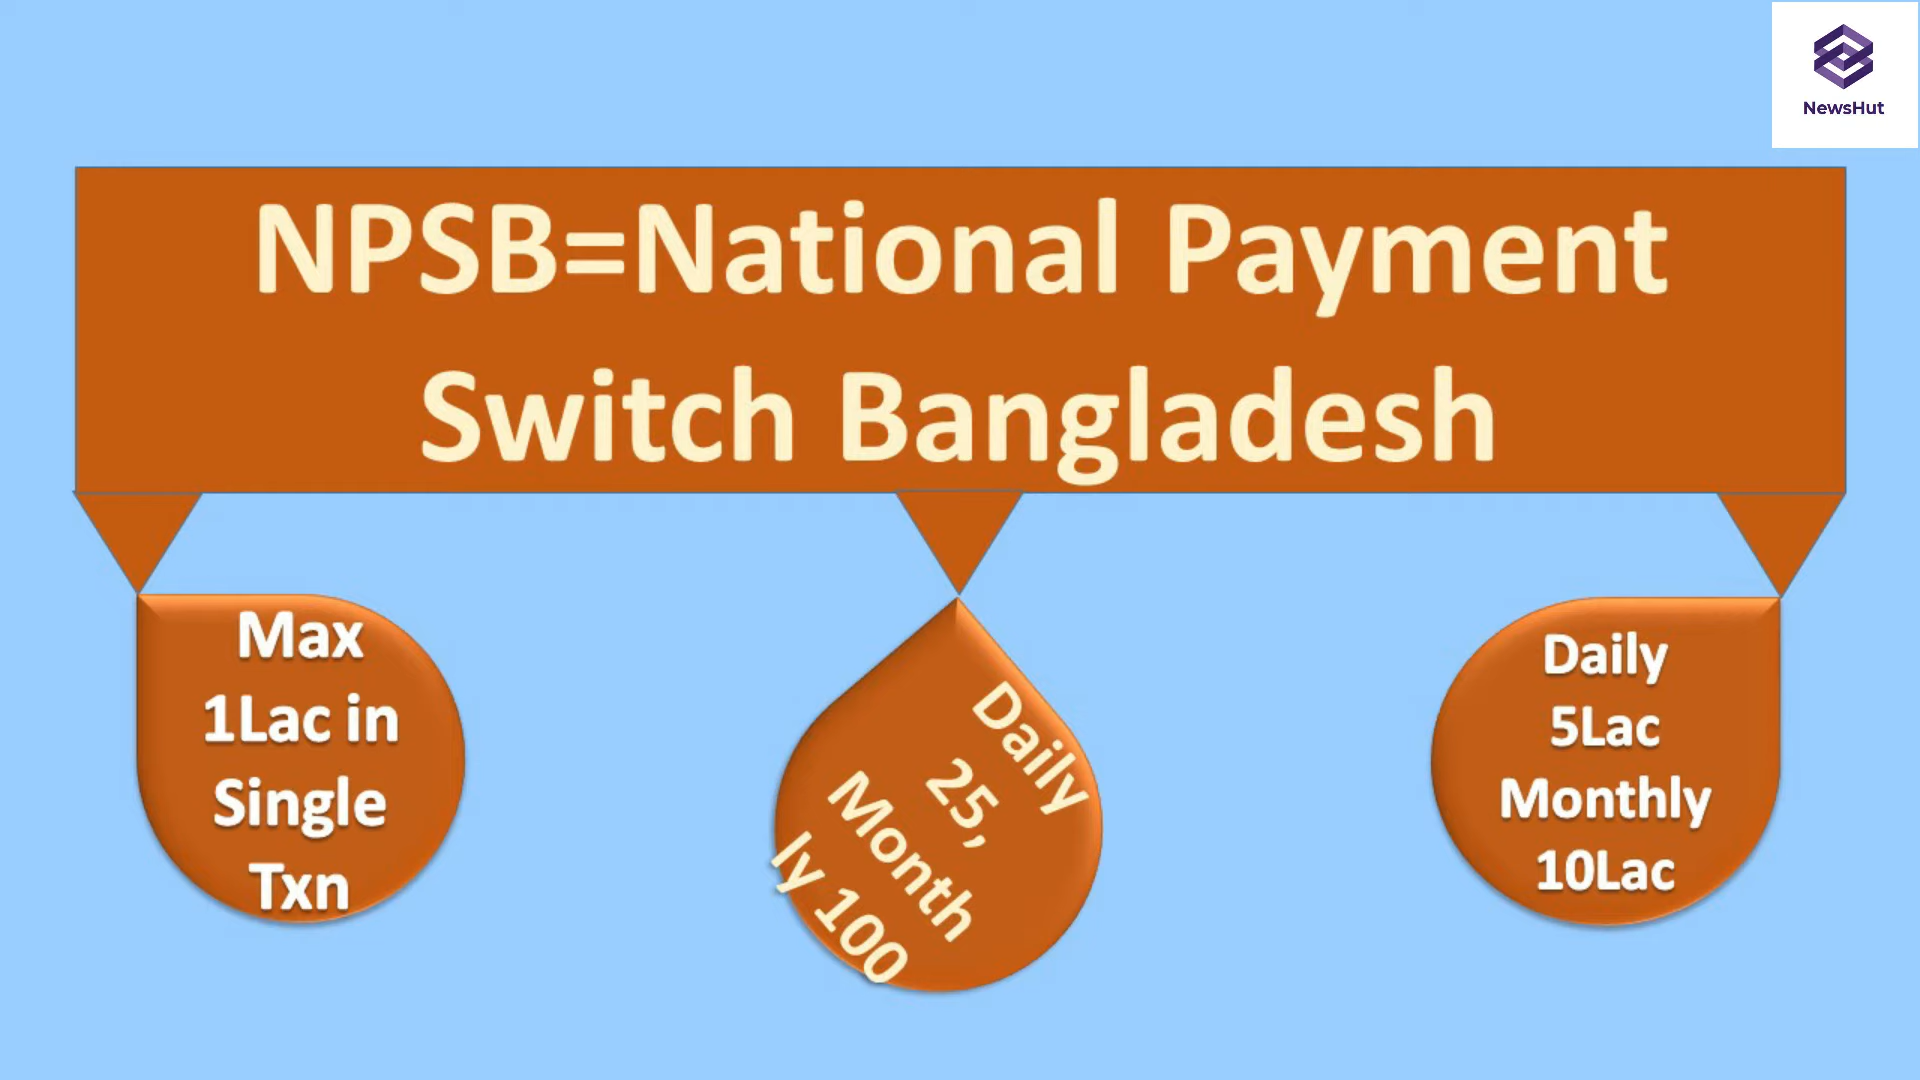 NewsHut
NPSB=National Payment
Switch Bangladesh
Max
1Lac in
Single
Txn
Daily
25,
Month
ly 100
Daily
5Lac
Monthly
10Lac